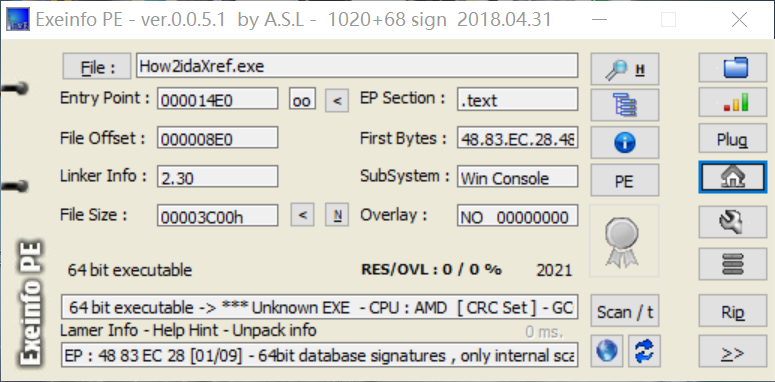 Exeinfo PE - ver.0.0.5.1  by A.S.L -  1020+68 sign  2018.04.31
File : How2idaXref.exe H
Entry Point : 000014E0 oo < EP Section : .text
File Offset : 000008E0 First Bytes : 48.83.EC.28.48 Plug
Linker Info : 2.30 SubSystem : Win Console PE
File Size : 00003C00h < N Overlay : NO 00000000
64 bit executable RES/OVL : 0 / 0 % 2021
Exeinfo PE
64 bit executable -> *** Unknown EXE - CPU : AMD [ CRC Set ] - GC Scan / t Rip
Lamer Info - Help Hint - Unpack info 0 ms.
EP : 48 83 EC 28 [01/09] - 64bit database signatures , only internal sca >>